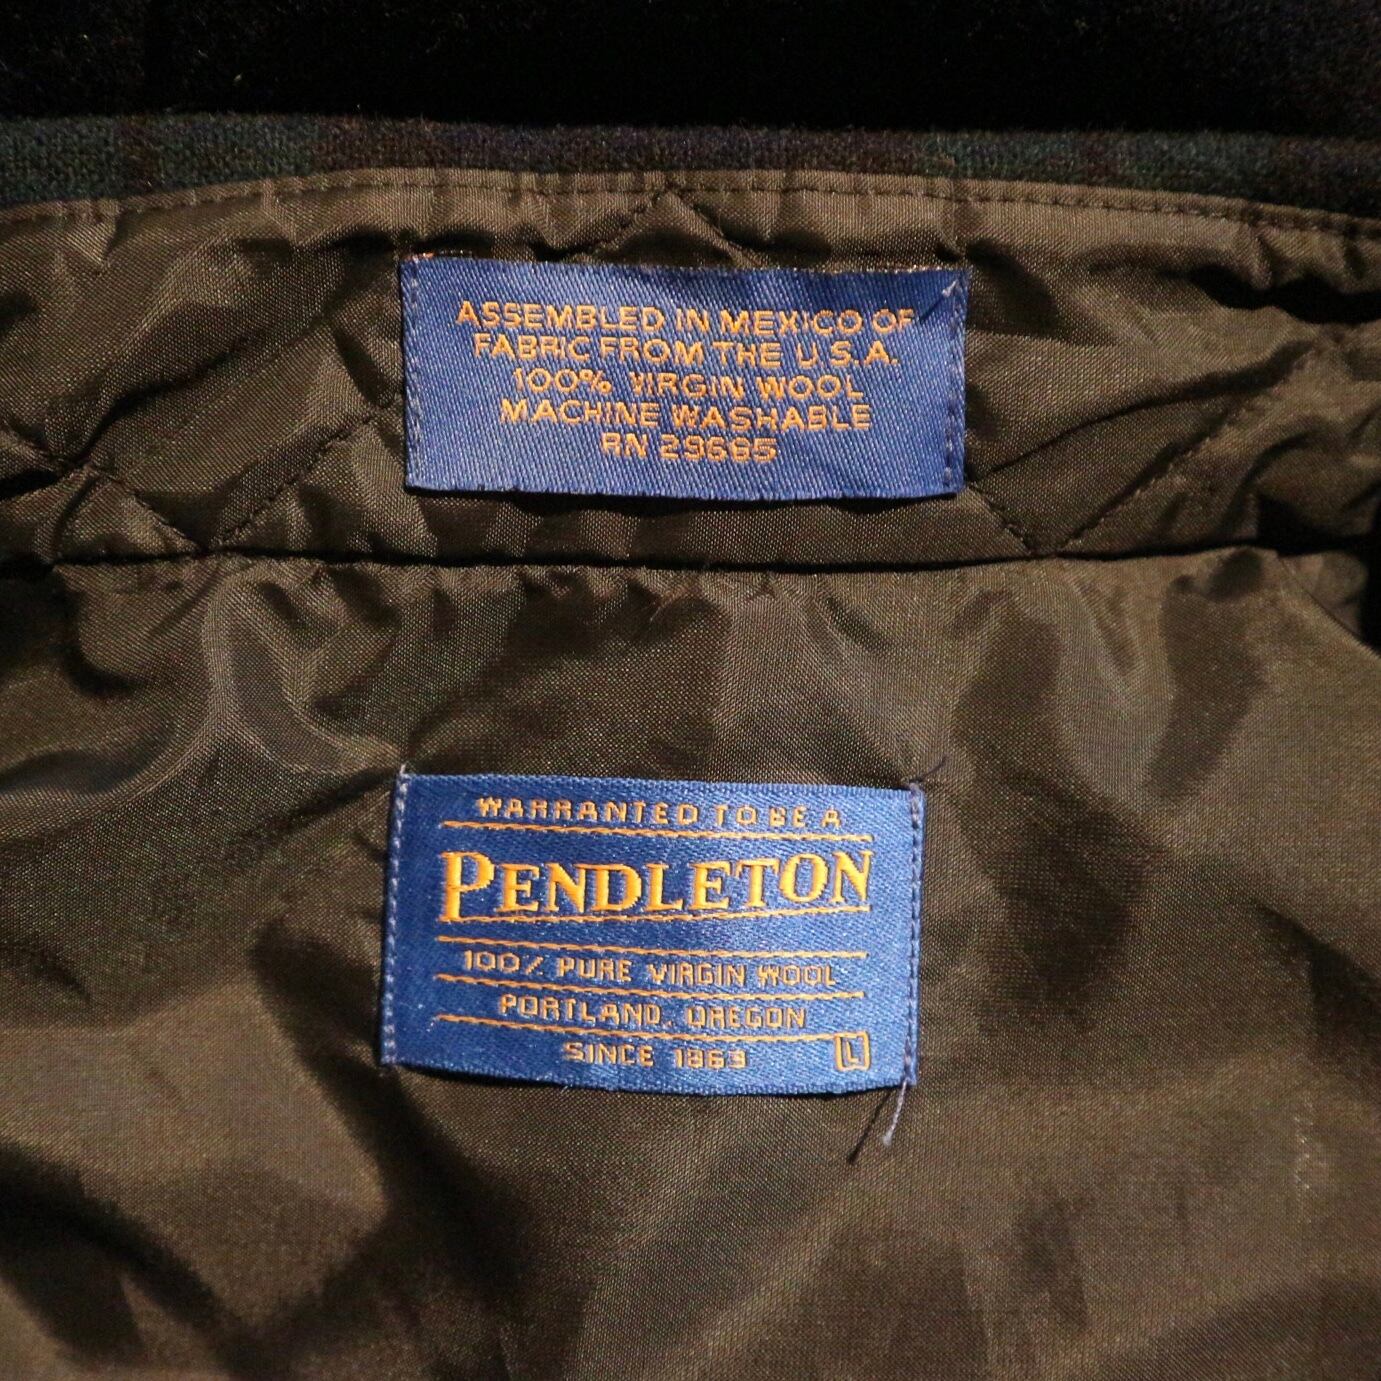 ASSEMBLED IN MEXICO OF
FABRIC FROM THE U.S.A.
100% VIRGIN WOOL
MACHINE WASHABLE
RN 29685
WARRANTED TO BE A
PENDLETON
100% PURE VIRGIN WOOL
PORTLAND, OREGON
SINCE 1863
L